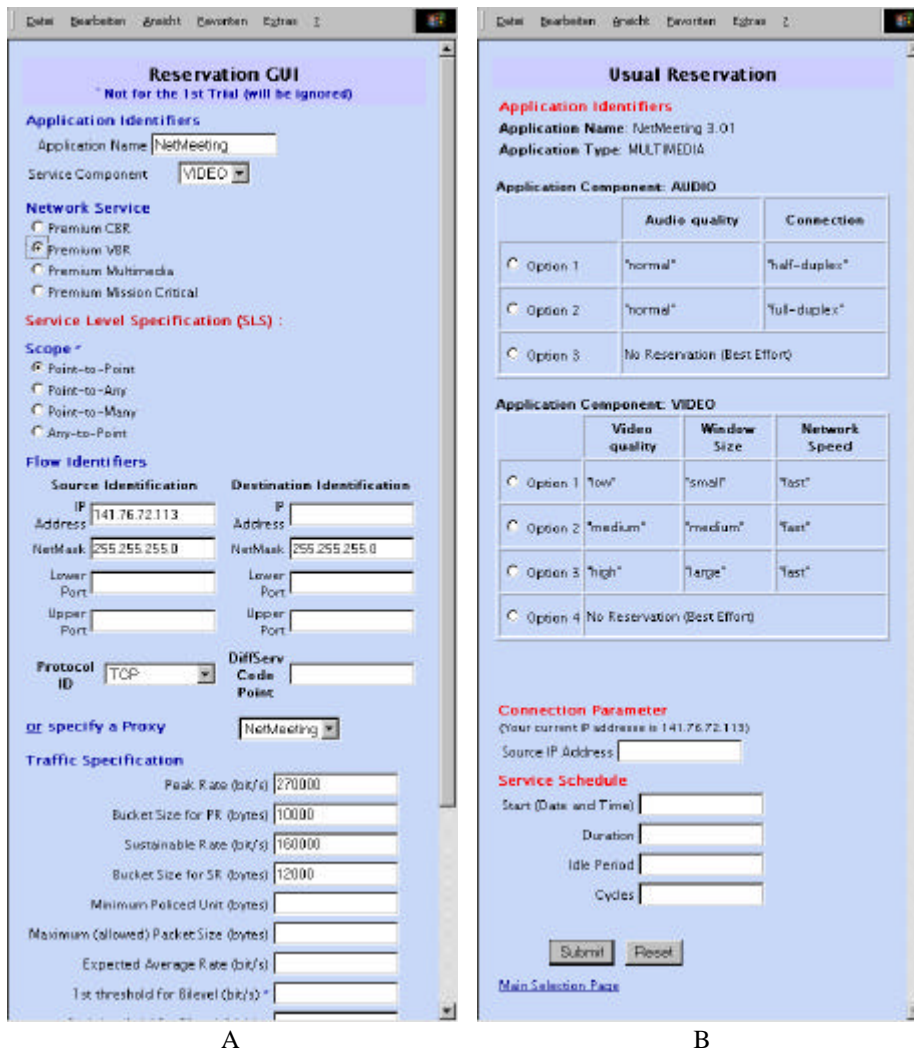 Datei Bearbeiten Ansicht Favoriten Extras ?
Reservation GUI
* Not for the 1st Trial (will be ignored)
Application Identifiers
Application Name NetMeeting
Service Component VIDEO
Network Service
Premium CBR
Premium VBR
Premium Multimedia
Premium Mission Critical
Service Level Specification (SLS) :
Scope *
Point-to-Point
Point-to-Any
Point-to-Many
Any-to-Point
Flow Identifiers
Source Identification Destination Identification
IP Address 141.76.72.113 IP Address
NetMask 255.255.255.0 NetMask 255.255.255.0
Lower Port Lower Port
Upper Port Upper Port
Protocol ID TCP DiffServ Code Point
or specify a Proxy NetMeeting
Traffic Specification
Peak Rate (bit/s) 270000
Bucket Size for PR (bytes) 10000
Sustainable Rate (bit/s) 160000
Bucket Size for SR (bytes) 12000
Minimum Policed Unit (bytes)
Maximum (allowed) Packet Size (bytes)
Expected Average Rate (bit/s)
1st threshold for Bilevel (bit/s) *
A
Datei Bearbeiten Ansicht Favoriten Extras ?
Usual Reservation
Application Identifiers
Application Name: NetMeeting 3.01
Application Type: MULTIMEDIA
Application Component: AUDIO
Audio quality Connection
Option 1 "normal" "half-duplex"
Option 2 "normal" "full-duplex"
Option 3 No Reservation (Best Effort)
Application Component: VIDEO
Video quality Window Size Network Speed
Option 1 "low" "small" "fast"
Option 2 "medium" "medium" "fast"
Option 3 "high" "large" "fast"
Option 4 No Reservation (Best Effort)
Connection Parameter
(Your current IP addresse is 141.76.72.113)
Source IP Address
Service Schedule
Start (Date and Time)
Duration
Idle Period
Cycles
Submit Reset
Main Selection Page
B